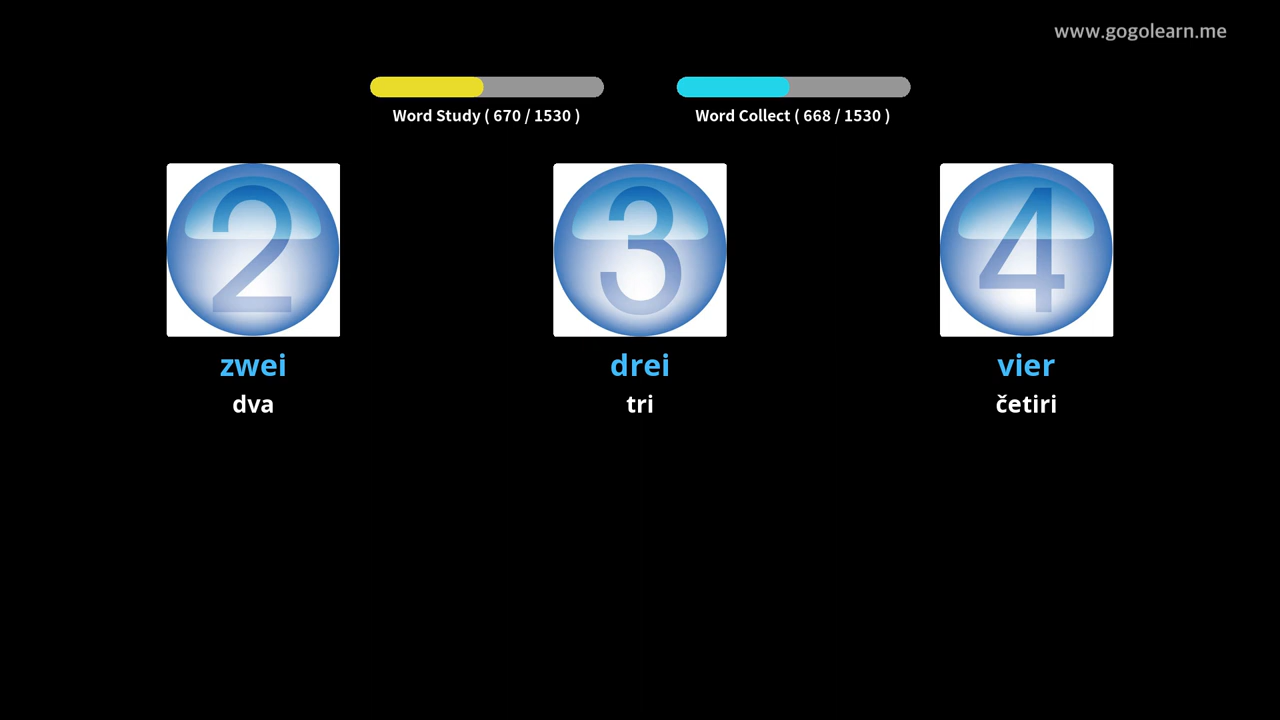 www.gogolearn.me
Word Study ( 670 / 1530 )
Word Collect ( 668 / 1530 )
2
3
4
zwei
drei
vier
dva
tri
četiri